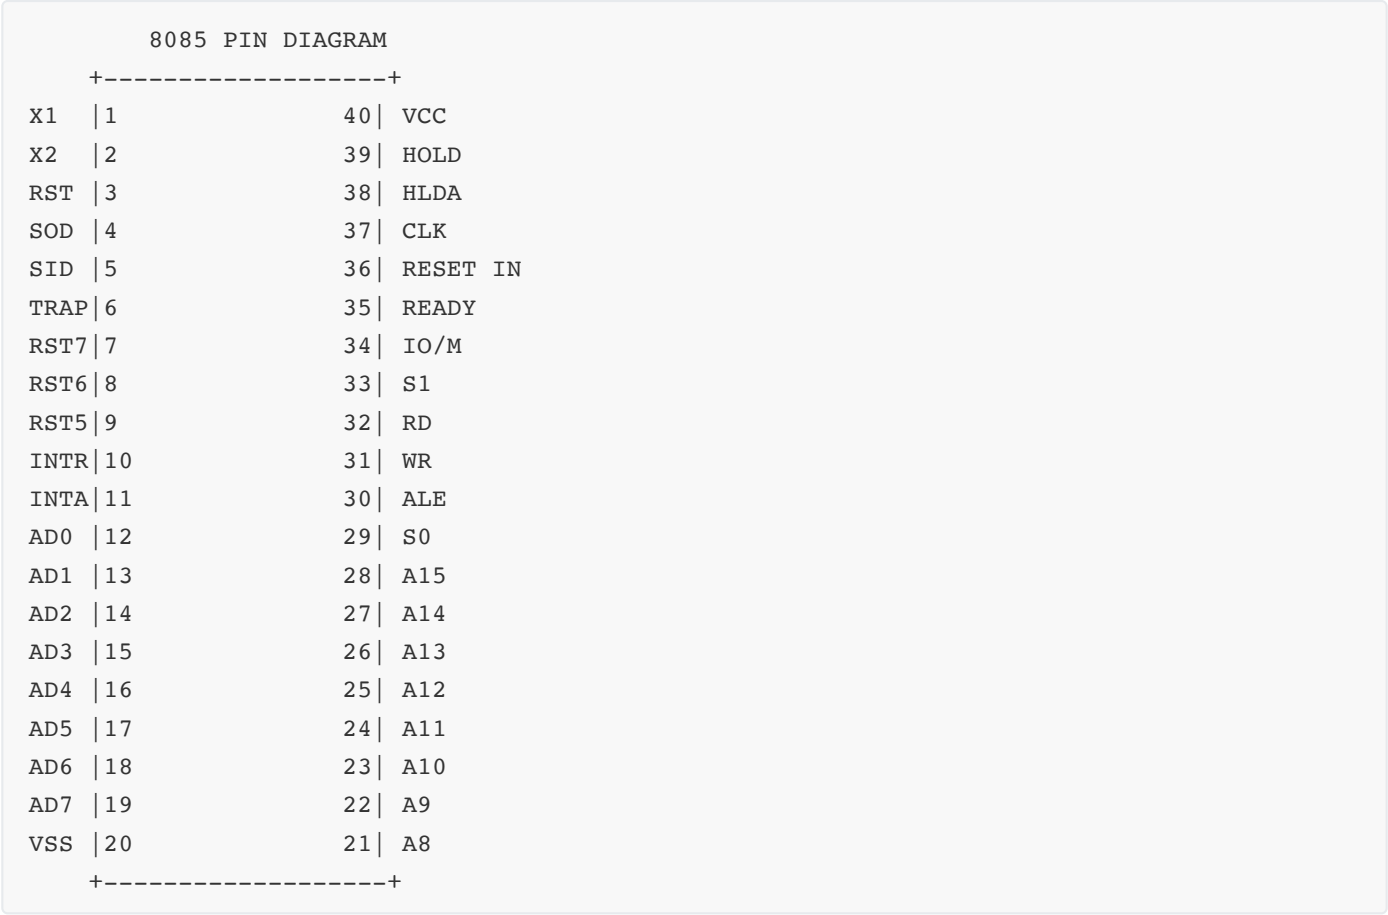 8085 PIN DIAGRAM
+-------------------+
X1  |1               40| VCC
X2  |2               39| HOLD
RST |3               38| HLDA
SOD |4               37| CLK
SID |5               36| RESET IN
TRAP|6               35| READY
RST7|7               34| IO/M
RST6|8               33| S1
RST5|9               32| RD
INTR|10              31| WR
INTA|11              30| ALE
AD0 |12              29| S0
AD1 |13              28| A15
AD2 |14              27| A14
AD3 |15              26| A13
AD4 |16              25| A12
AD5 |17              24| A11
AD6 |18              23| A10
AD7 |19              22| A9
VSS |20              21| A8
+-------------------+